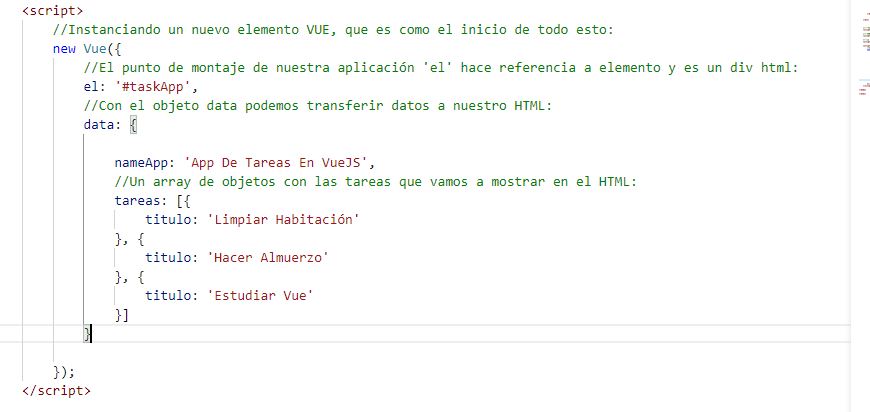 <script>
//Instanciando un nuevo elemento VUE, que es como el inicio de todo esto:
new Vue({
//El punto de montaje de nuestra aplicación 'el' hace referencia a elemento y es un div html:
el: '#taskApp',
//Con el objeto data podemos transferir datos a nuestro HTML:
data: {
nameApp: 'App De Tareas En VueJS',
//Un array de objetos con las tareas que vamos a mostrar en el HTML:
tareas: [{
titulo: 'Limpiar Habitación'
}, {
titulo: 'Hacer Almuerzo'
}, {
titulo: 'Estudiar Vue'
}]
}
});
</script>